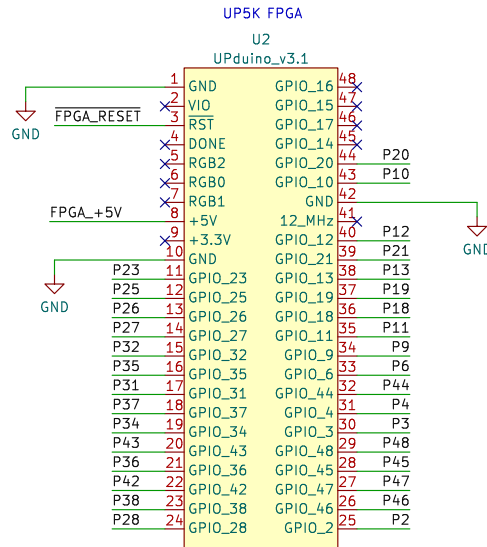 UP5K FPGA
U2
UPduino_v3.1
1 GND GPIO_16 48
2 VIO GPIO_15 47
FPGA_RESET 3 RST GPIO_17 46
GND
4 DONE GPIO_14 45
5 RGB2 GPIO_20 44 P20
6 RGB0 GPIO_10 43 P10
7 RGB1 GND 42
FPGA_+5V 8 +5V 12_MHz 41
9 +3.3V GPIO_12 40 P12
GND
10 GND GPIO_21 39 P21
P23 11 GPIO_23 GPIO_13 38 P13
P25 12 GPIO_25 GPIO_19 37 P19
GND
P26 13 GPIO_26 GPIO_18 36 P18
P27 14 GPIO_27 GPIO_11 35 P11
P32 15 GPIO_32 GPIO_9 34 P9
P35 16 GPIO_35 GPIO_6 33 P6
P31 17 GPIO_31 GPIO_44 32 P44
P37 18 GPIO_37 GPIO_4 31 P4
P34 19 GPIO_34 GPIO_3 30 P3
P43 20 GPIO_43 GPIO_48 29 P48
P36 21 GPIO_36 GPIO_45 28 P45
P42 22 GPIO_42 GPIO_47 27 P47
P38 23 GPIO_38 GPIO_46 26 P46
P28 24 GPIO_28 GPIO_2 25 P2